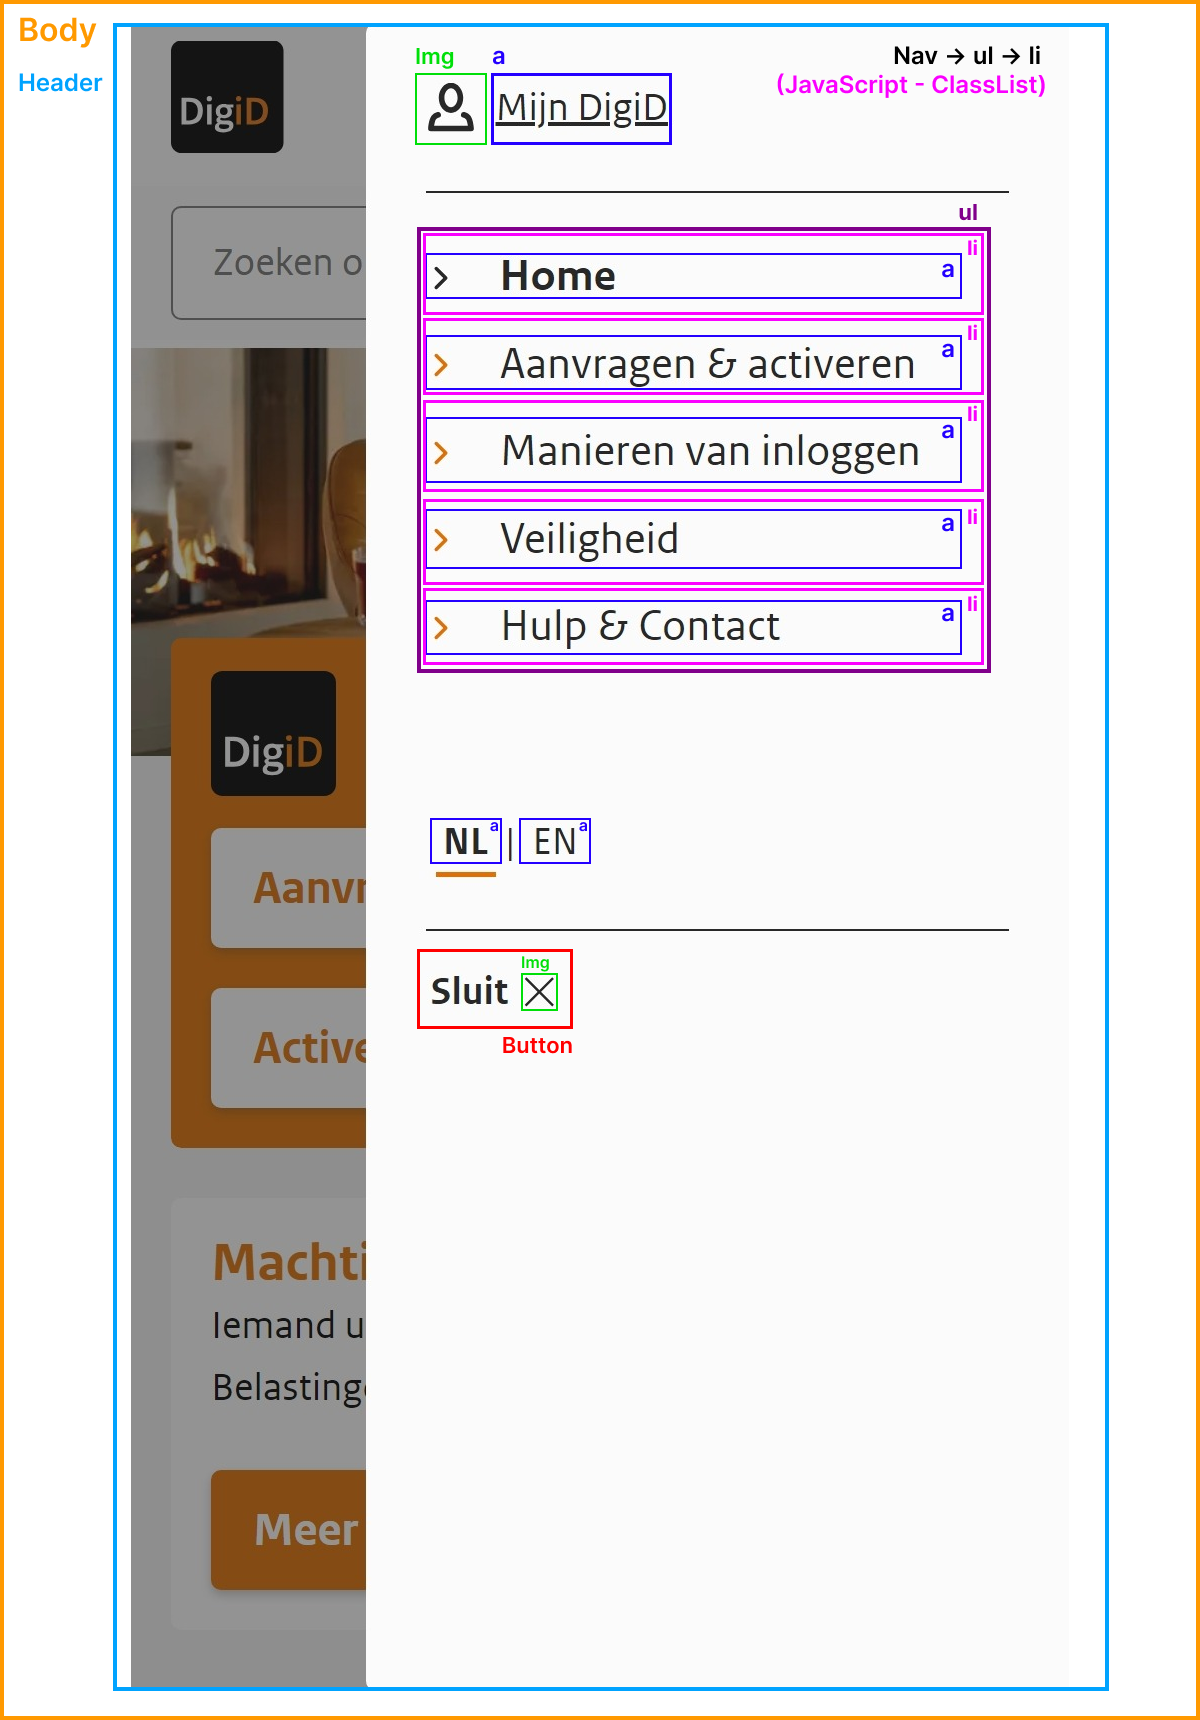 Body
Header
DigiD
Img
a
Mijn DigiD
Nav → ul → li
(JavaScript - ClassList)
Zoeken o
ul
li
Home
a
li
Aanvragen & activeren
a
li
Manieren van inloggen
a
li
Veiligheid
a
li
Hulp & Contact
a
DigiD
NL
a
|
EN
a
Aanvr
Sluit
Img
Button
Active
Machti
Iemand u
Belasting
Meer